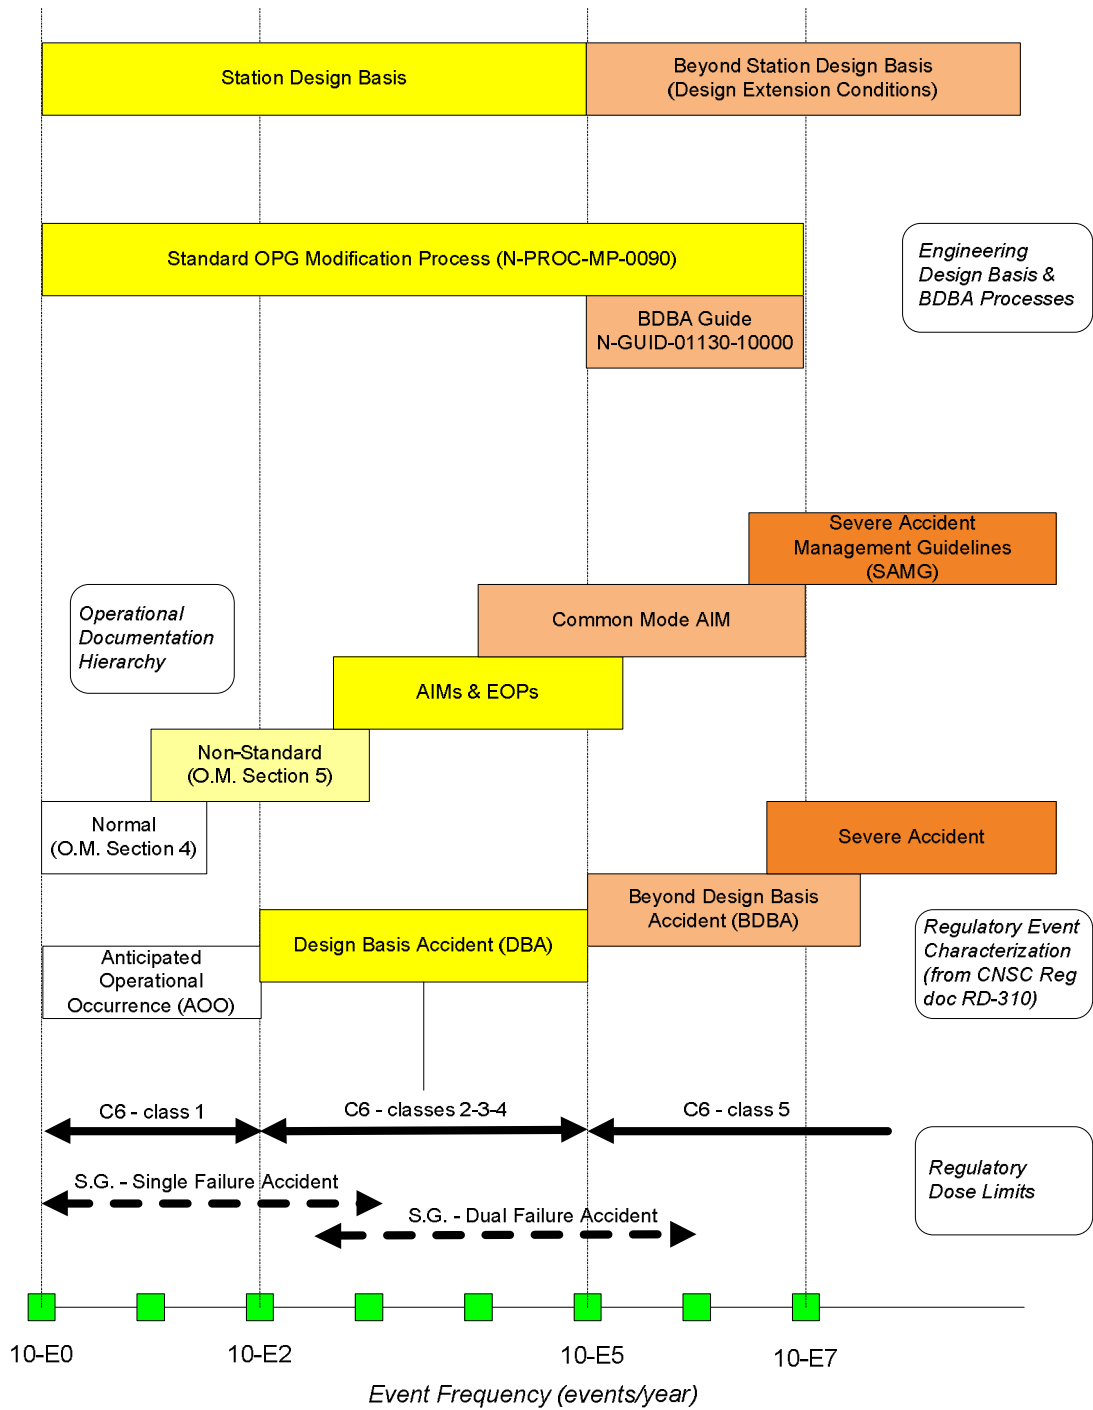 Station Design Basis
Beyond Station Design Basis
(Design Extension Conditions)
Standard OPG Modification Process (N-PROC-MP-0090)
Engineering
Design Basis &
BDBA Processes
BDBA Guide
N-GUID-01130-10000
Severe Accident
Management Guidelines
(SAMG)
Operational
Documentation
Hierarchy
Common Mode AIM
AIMs & EOPs
Non-Standard
(O.M. Section 5)
Normal
(O.M. Section 4)
Severe Accident
Beyond Design Basis
Accident (BDBA)
Design Basis Accident (DBA)
Anticipated
Operational
Occurrence (AOO)
Regulatory Event
Characterization
(from CNSC Reg
doc RD-310)
C6 - class 1
C6 - classes 2-3-4
C6 - class 5
Regulatory
Dose Limits
S.G. - Single Failure Accident
S.G. - Dual Failure Accident
10-E0
10-E2
10-E5
10-E7
Event Frequency (events/year)